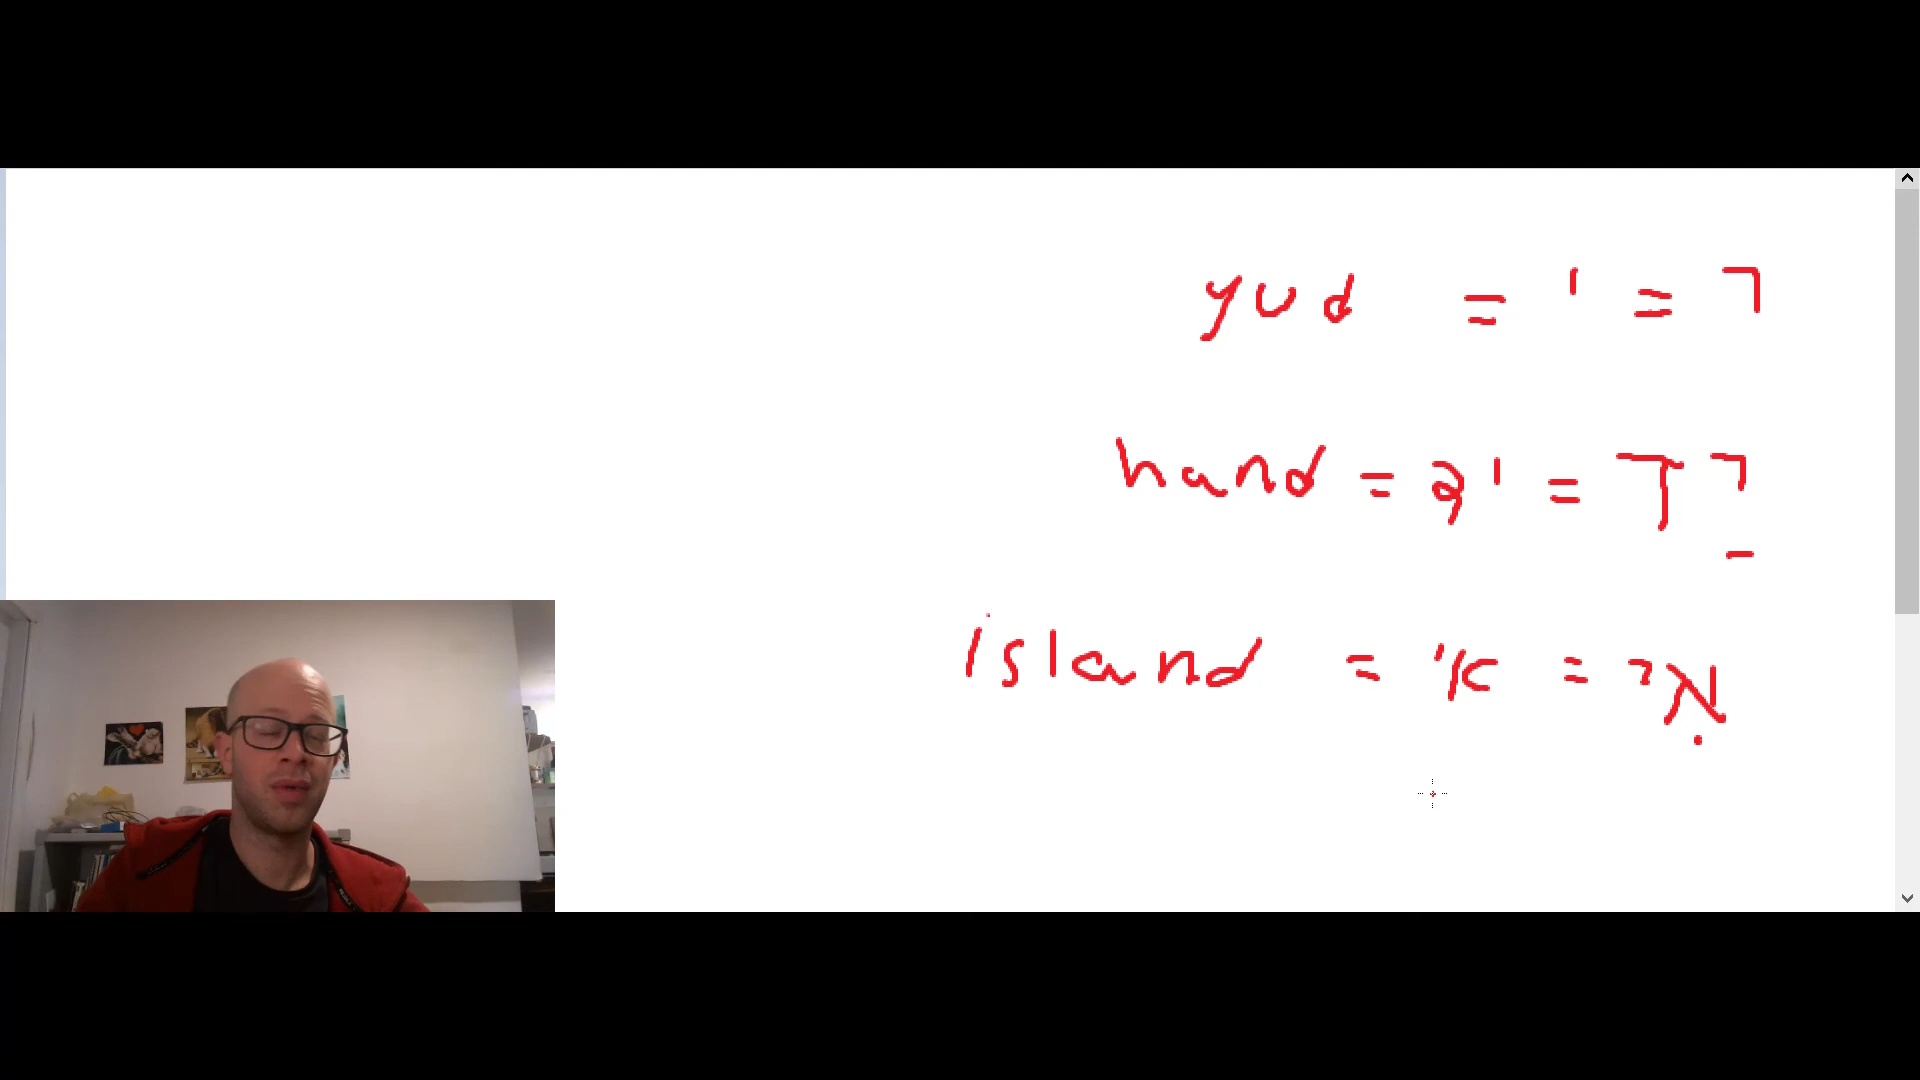 yud = י = י
hand = יד = יַד
island = אי = אִי